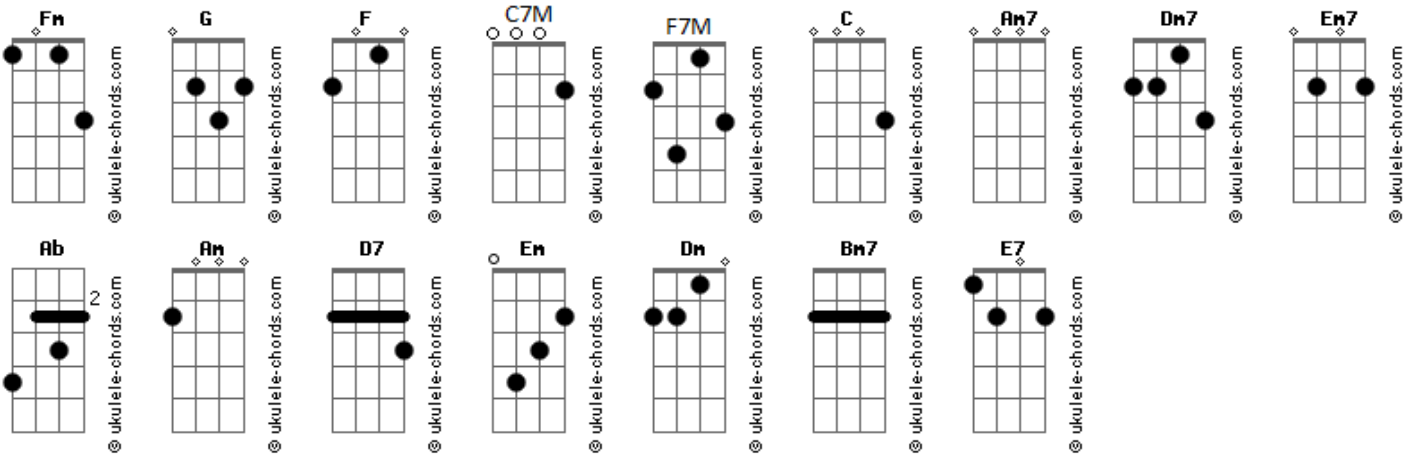 Fm G F C7M F7M C Am7 Dm7 Em7
© ukulele-chords.com © ukulele-chords.com © ukulele-chords.com © ukulele-chords.com © ukulele-chords.com © ukulele-chords.com © ukulele-chords.com © ukulele-chords.com © ukulele-chords.com
Ab Am D7 Em Dm Bm7 E7
2
© ukulele-chords.com © ukulele-chords.com © ukulele-chords.com © ukulele-chords.com © ukulele-chords.com © ukulele-chords.com © ukulele-chords.com